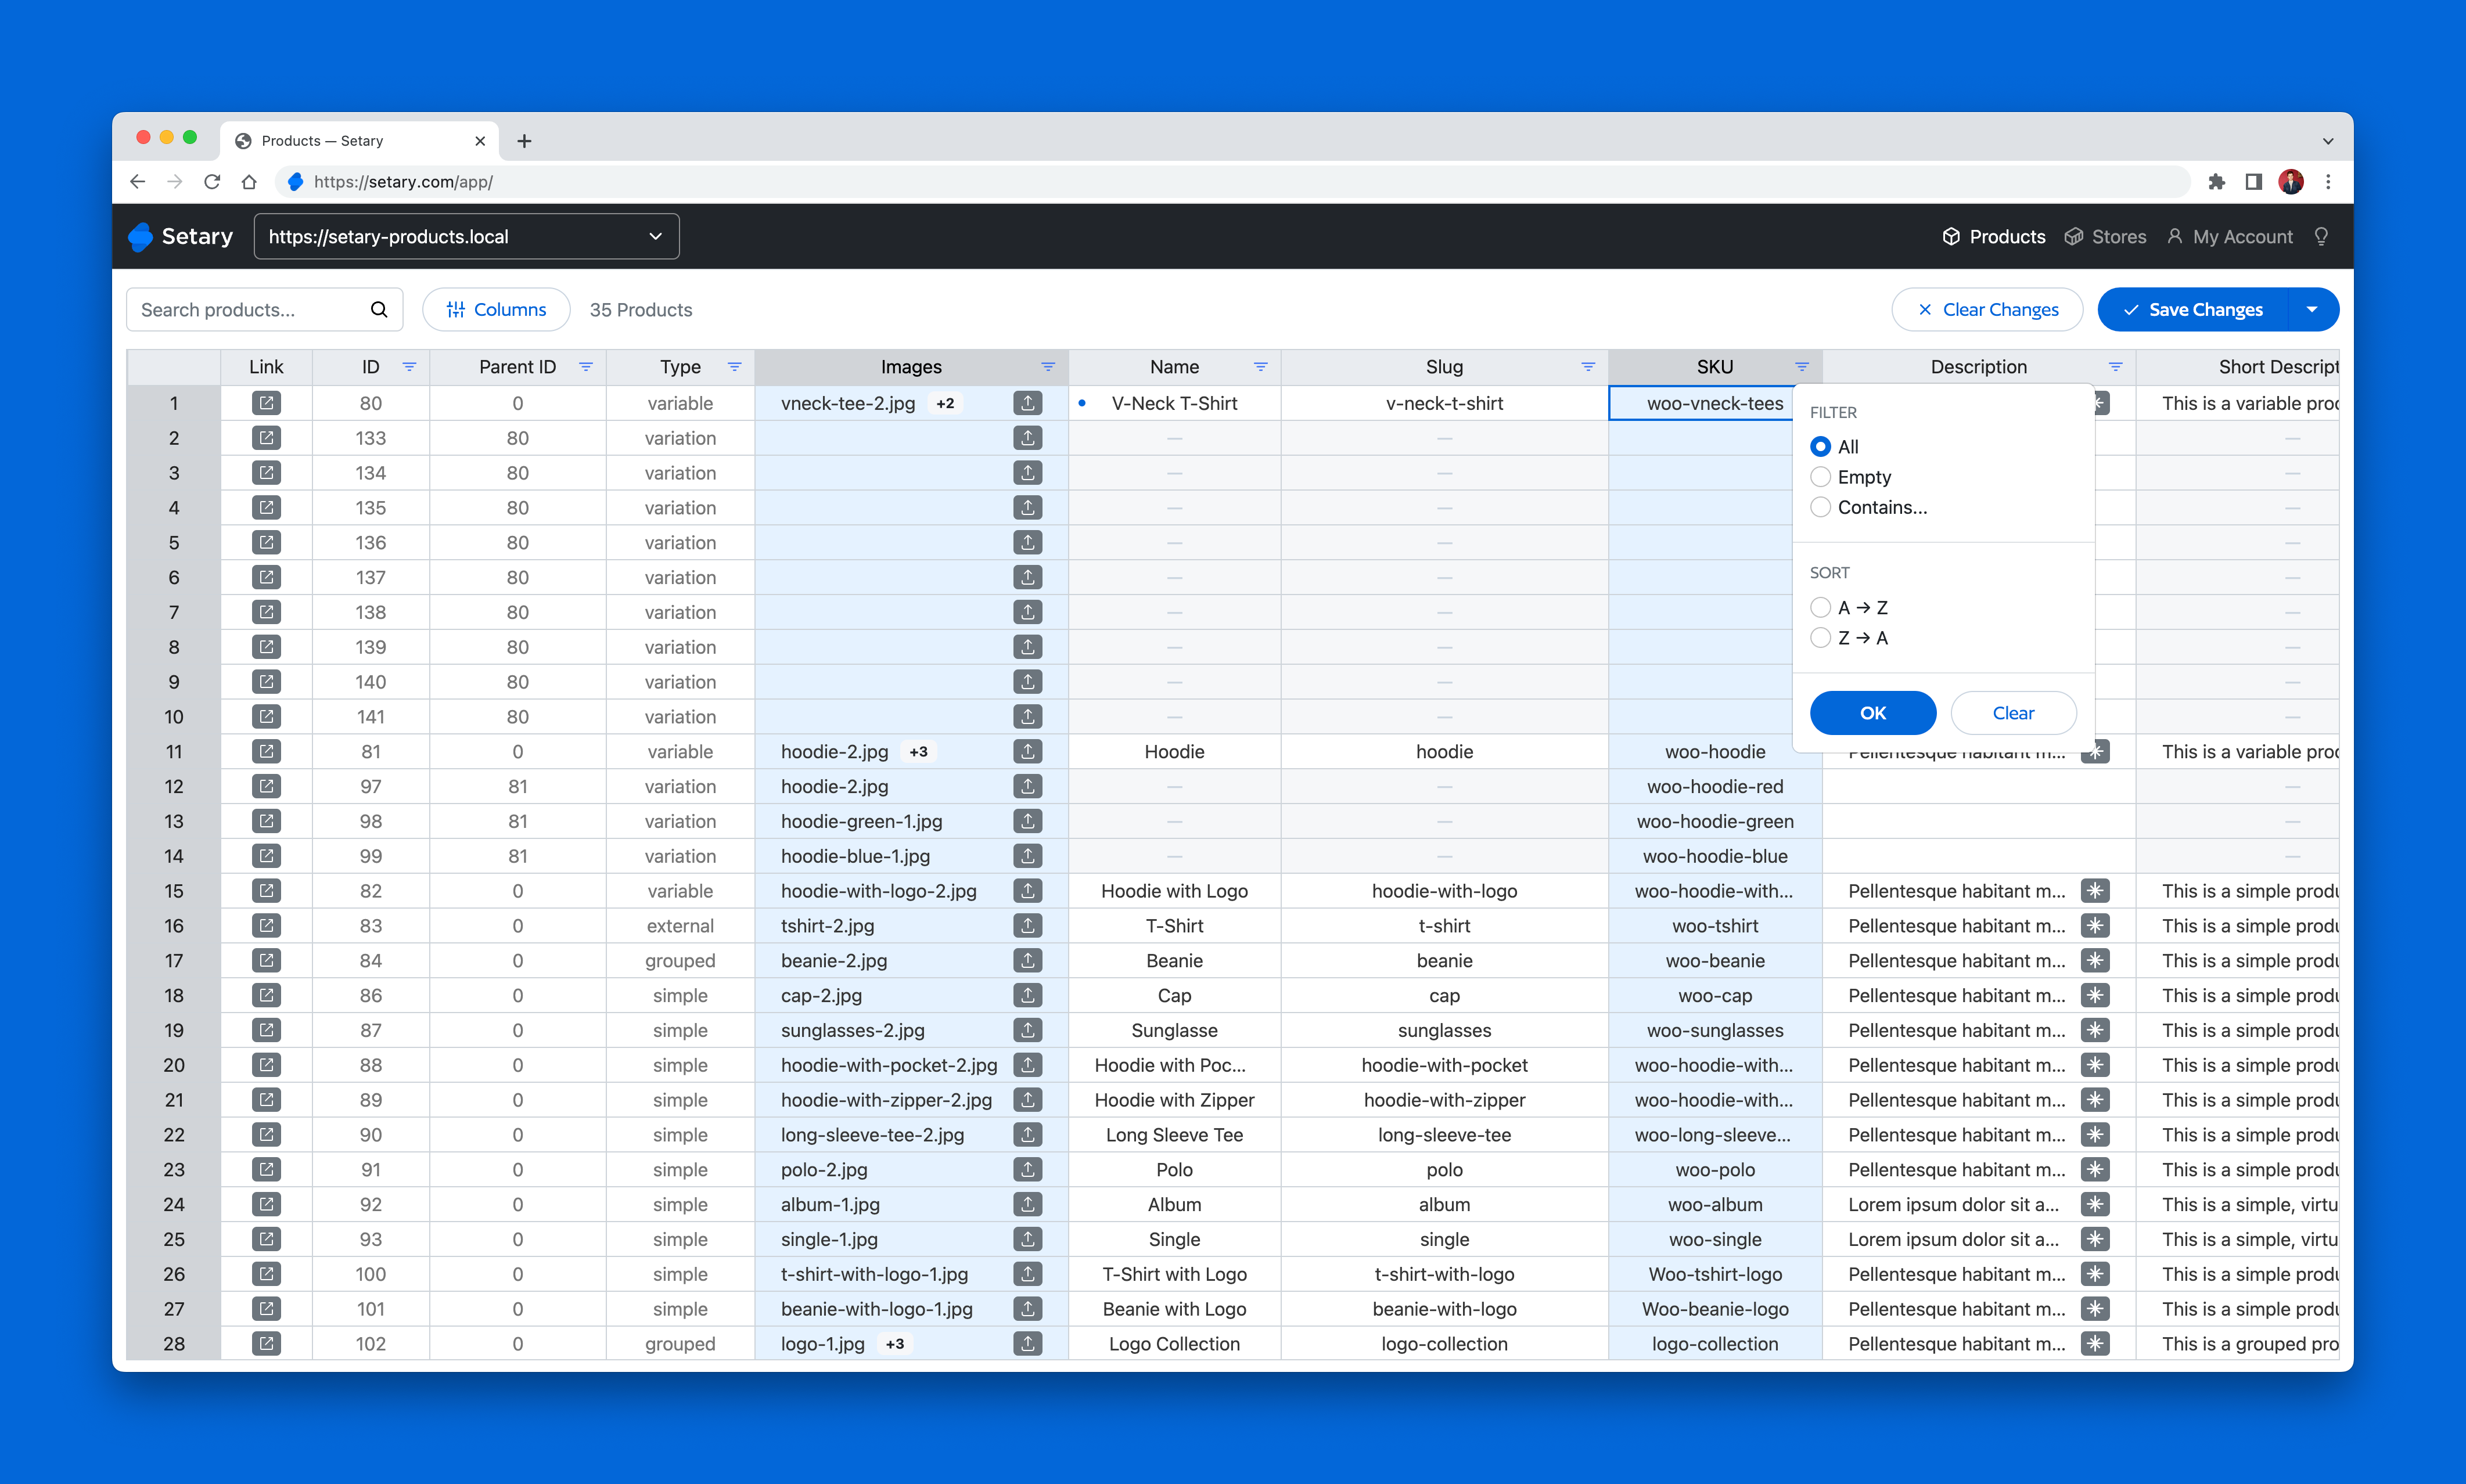 Products — Setary
https://setary.com/app/
Setary
https://setary-products.local
Products
Stores
My Account
Search products...
Columns
35 Products
Clear Changes
Save Changes
Link ID Parent ID Type Images Name Slug SKU Description Short Descript
1 80 0 variable vneck-tee-2.jpg +2 V-Neck T-Shirt v-neck-t-shirt woo-vneck-tees This is a variable proc
2 133 80 variation — — —
3 134 80 variation — — —
4 135 80 variation — — —
5 136 80 variation — — —
6 137 80 variation — — —
7 138 80 variation — — —
8 139 80 variation — — —
9 140 80 variation — — —
10 141 80 variation — — —
11 81 0 variable hoodie-2.jpg +3 Hoodie hoodie woo-hoodie Pellentesque habitant m... This is a variable proc
12 97 81 variation hoodie-2.jpg — — woo-hoodie-red —
13 98 81 variation hoodie-green-1.jpg — — woo-hoodie-green —
14 99 81 variation hoodie-blue-1.jpg — — woo-hoodie-blue —
15 82 0 variable hoodie-with-logo-2.jpg Hoodie with Logo hoodie-with-logo woo-hoodie-with... Pellentesque habitant m... This is a simple produ
16 83 0 external tshirt-2.jpg T-Shirt t-shirt woo-tshirt Pellentesque habitant m... This is a simple produ
17 84 0 grouped beanie-2.jpg Beanie beanie woo-beanie Pellentesque habitant m... This is a simple produ
18 86 0 simple cap-2.jpg Cap cap woo-cap Pellentesque habitant m... This is a simple produ
19 87 0 simple sunglasses-2.jpg Sunglasse sunglasses woo-sunglasses Pellentesque habitant m... This is a simple produ
20 88 0 simple hoodie-with-pocket-2.jpg Hoodie with Poc... hoodie-with-pocket woo-hoodie-with... Pellentesque habitant m... This is a simple produ
21 89 0 simple hoodie-with-zipper-2.jpg Hoodie with Zipper hoodie-with-zipper woo-hoodie-with... Pellentesque habitant m... This is a simple produ
22 90 0 simple long-sleeve-tee-2.jpg Long Sleeve Tee long-sleeve-tee woo-long-sleeve... Pellentesque habitant m... This is a simple produ
23 91 0 simple polo-2.jpg Polo polo woo-polo Pellentesque habitant m... This is a simple produ
24 92 0 simple album-1.jpg Album album woo-album Lorem ipsum dolor sit a... This is a simple, virtu
25 93 0 simple single-1.jpg Single single woo-single Lorem ipsum dolor sit a... This is a simple, virtu
26 100 0 simple t-shirt-with-logo-1.jpg T-Shirt with Logo t-shirt-with-logo Woo-tshirt-logo Pellentesque habitant m... This is a simple produ
27 101 0 simple beanie-with-logo-1.jpg Beanie with Logo beanie-with-logo Woo-beanie-logo Pellentesque habitant m... This is a simple produ
28 102 0 grouped logo-1.jpg +3 Logo Collection logo-collection logo-collection Pellentesque habitant m... This is a grouped pro
FILTER
All
Empty
Contains...
SORT
A → Z
Z → A
OK
Clear